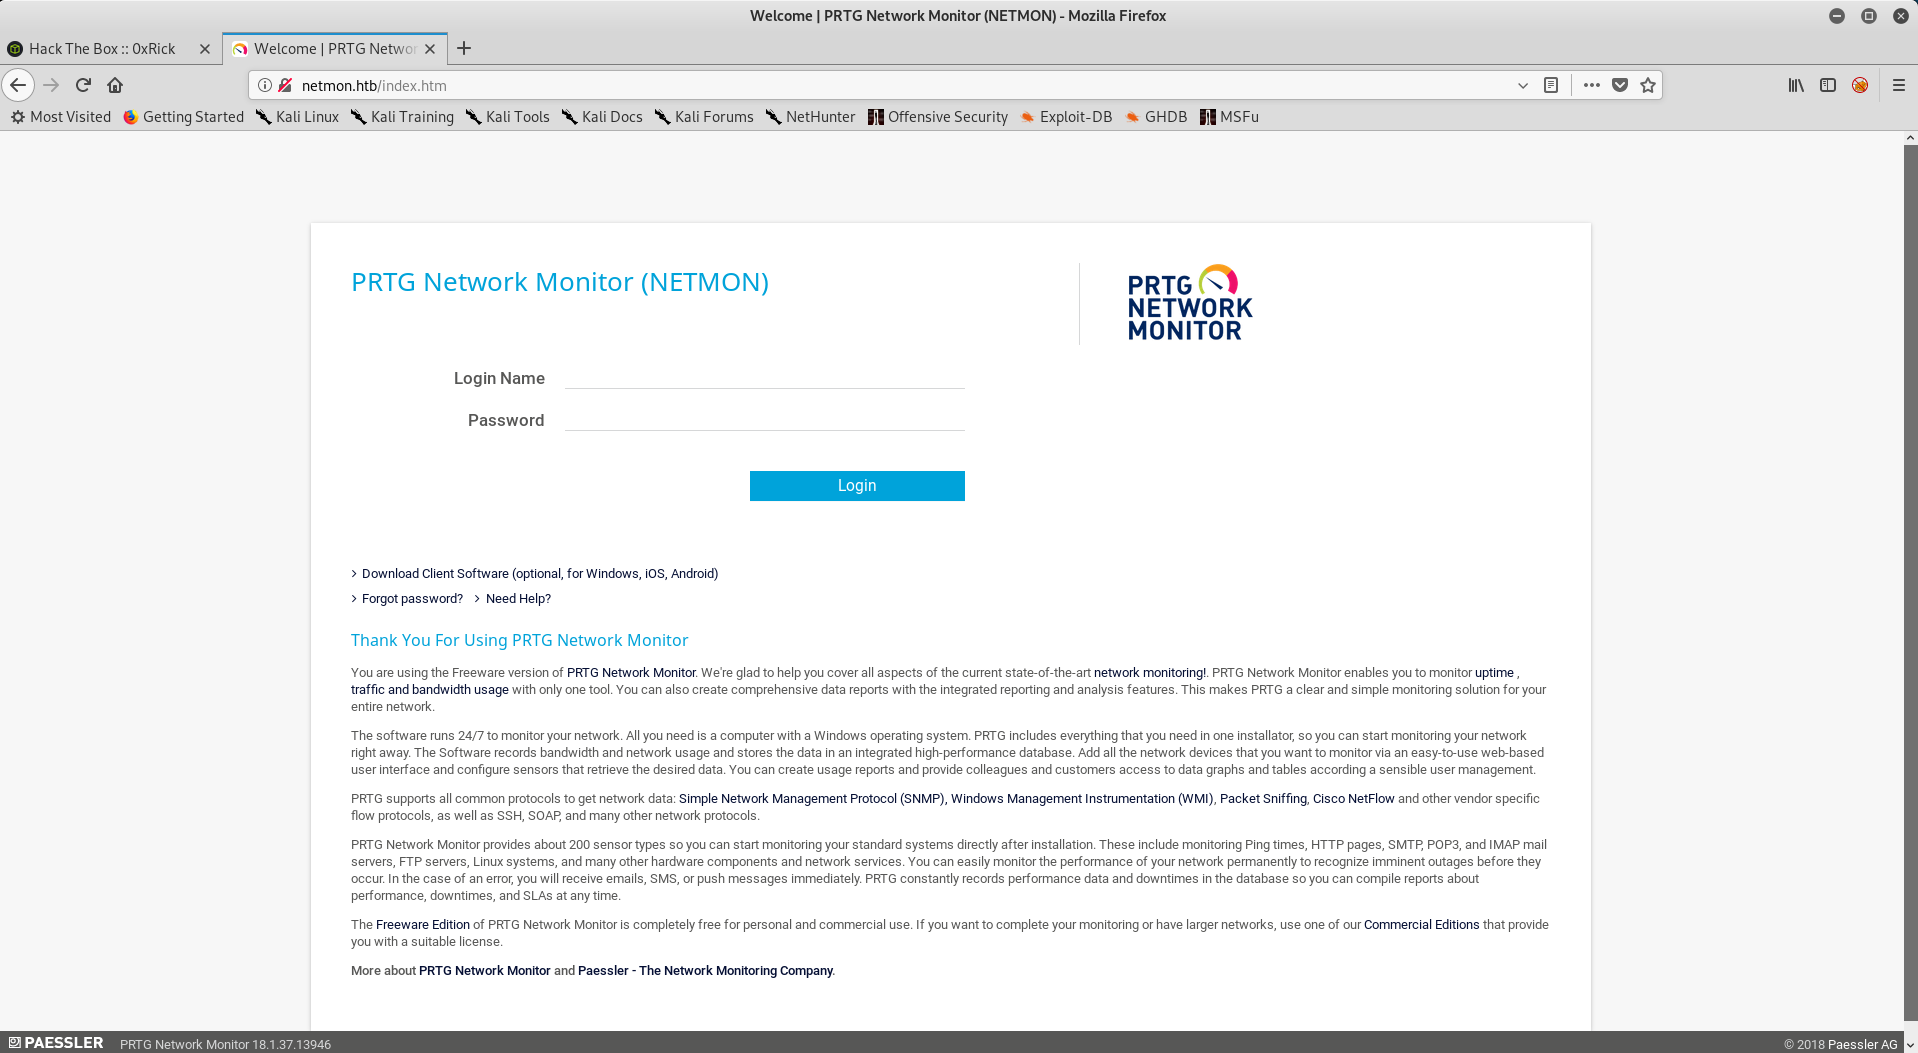 Welcome | PRTG Network Monitor (NETMON) - Mozilla Firefox
Hack The Box :: 0xRick
Welcome | PRTG Networ
netmon.htb/index.htm
Most Visited
Getting Started
Kali Linux
Kali Training
Kali Tools
Kali Docs
Kali Forums
NetHunter
Offensive Security
Exploit-DB
GHDB
MSFu
PRTG Network Monitor (NETMON)
PRTG
NETWORK
MONITOR
Login Name
Password
Login
Download Client Software (optional, for Windows, iOS, Android)
Forgot password?
Need Help?
Thank You For Using PRTG Network Monitor
You are using the Freeware version of PRTG Network Monitor. We're glad to help you cover all aspects of the current state-of-the-art network monitoring!. PRTG Network Monitor enables you to monitor uptime ,
traffic and bandwidth usage with only one tool. You can also create comprehensive data reports with the integrated reporting and analysis features. This makes PRTG a clear and simple monitoring solution for your
entire network.
The software runs 24/7 to monitor your network. All you need is a computer with a Windows operating system. PRTG includes everything that you need in one installer, so you can start monitoring your network
right away. The Software records bandwidth and network usage and stores the data in an integrated high-performance database. Add all the network devices that you want to monitor via an easy-to-use web-based
user interface and configure sensors that retrieve the desired data. You can create usage reports and provide colleagues and customers access to data graphs and tables according a sensible user management.
PRTG supports all common protocols to get network data: Simple Network Management Protocol (SNMP), Windows Management Instrumentation (WMI), Packet Sniffing, Cisco NetFlow and other vendor specific
flow protocols, as well as SSH, SOAP, and many other network protocols.
PRTG Network Monitor provides about 200 sensor types so you can start monitoring your standard systems directly after installation. These include monitoring Ping times, HTTP pages, SMTP, POP3, and IMAP mail
servers, FTP servers, Linux systems, and many other hardware components and network services. You can easily monitor the performance of your network permanently to recognize imminent outages before they
occur. In the case of an error, you will receive emails, SMS, or push messages immediately. PRTG constantly records performance data and downtimes in the database so you can compile reports about
performance, downtimes, and SLAs at any time.
The Freeware Edition of PRTG Network Monitor is completely free for personal and commercial use. If you want to complete your monitoring or have larger networks, use one of our Commercial Editions that provide
you with a suitable license.
More about PRTG Network Monitor and Paessler - The Network Monitoring Company.
PAESSLER
PRTG Network Monitor 18.1.37.13946
© 2018 Paessler AG